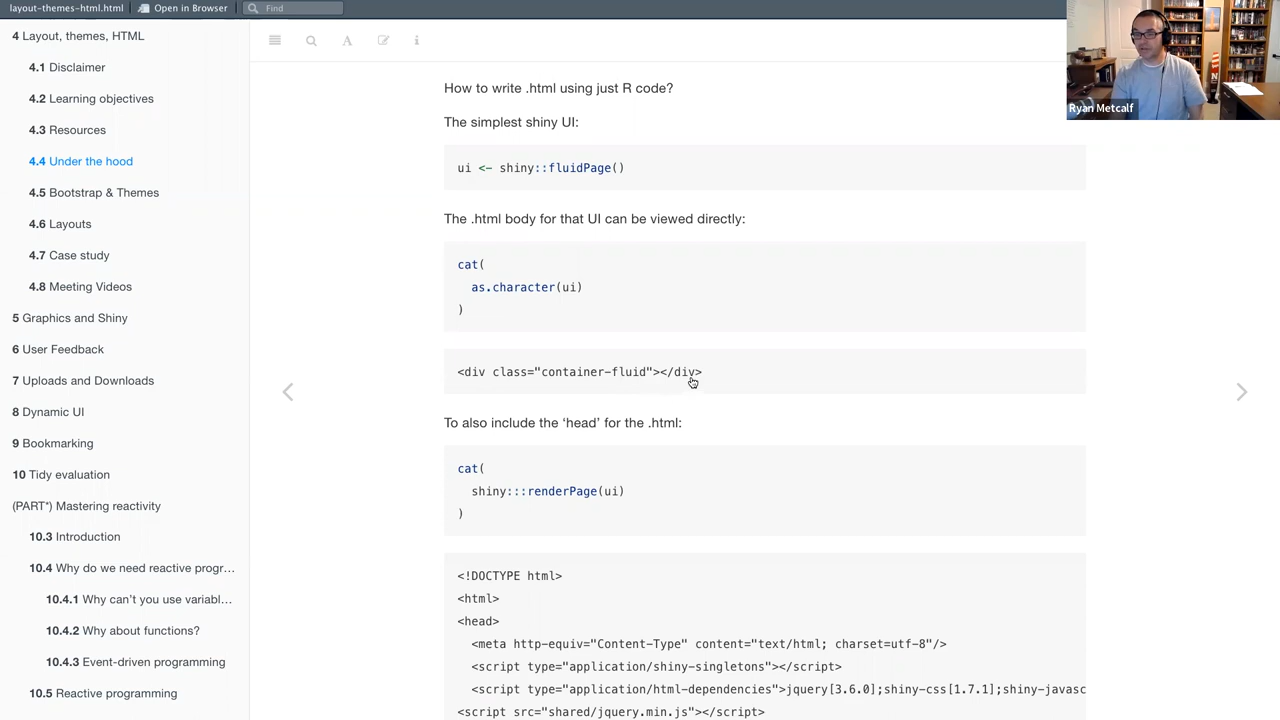 layout-themes-html.html
Open in Browser
Find
4 Layout, themes, HTML
4.1 Disclaimer
4.2 Learning objectives
4.3 Resources
4.4 Under the hood
4.5 Bootstrap & Themes
4.6 Layouts
4.7 Case study
4.8 Meeting Videos
5 Graphics and Shiny
6 User Feedback
7 Uploads and Downloads
8 Dynamic UI
9 Bookmarking
10 Tidy evaluation
(PART*) Mastering reactivity
10.3 Introduction
10.4 Why do we need reactive progr…
10.4.1 Why can’t you use variabl…
10.4.2 Why about functions?
10.4.3 Event-driven programming
10.5 Reactive programming
How to write .html using just R code?
The simplest shiny UI:
ui <- shiny::fluidPage()
The .html body for that UI can be viewed directly:
cat(
as.character(ui)
)
<div class="container-fluid"></div>
To also include the ‘head’ for the .html:
cat(
shiny:::renderPage(ui)
)
<!DOCTYPE html>
<html>
<head>
<meta http-equiv="Content-Type" content="text/html; charset=utf-8"/>
<script type="application/shiny-singletons"></script>
<script type="application/html-dependencies">jquery[3.6.0];shiny-css[1.7.1];shiny-javasc
<script src="shared/jquery.min.js"></script>
Ryan Metcalf